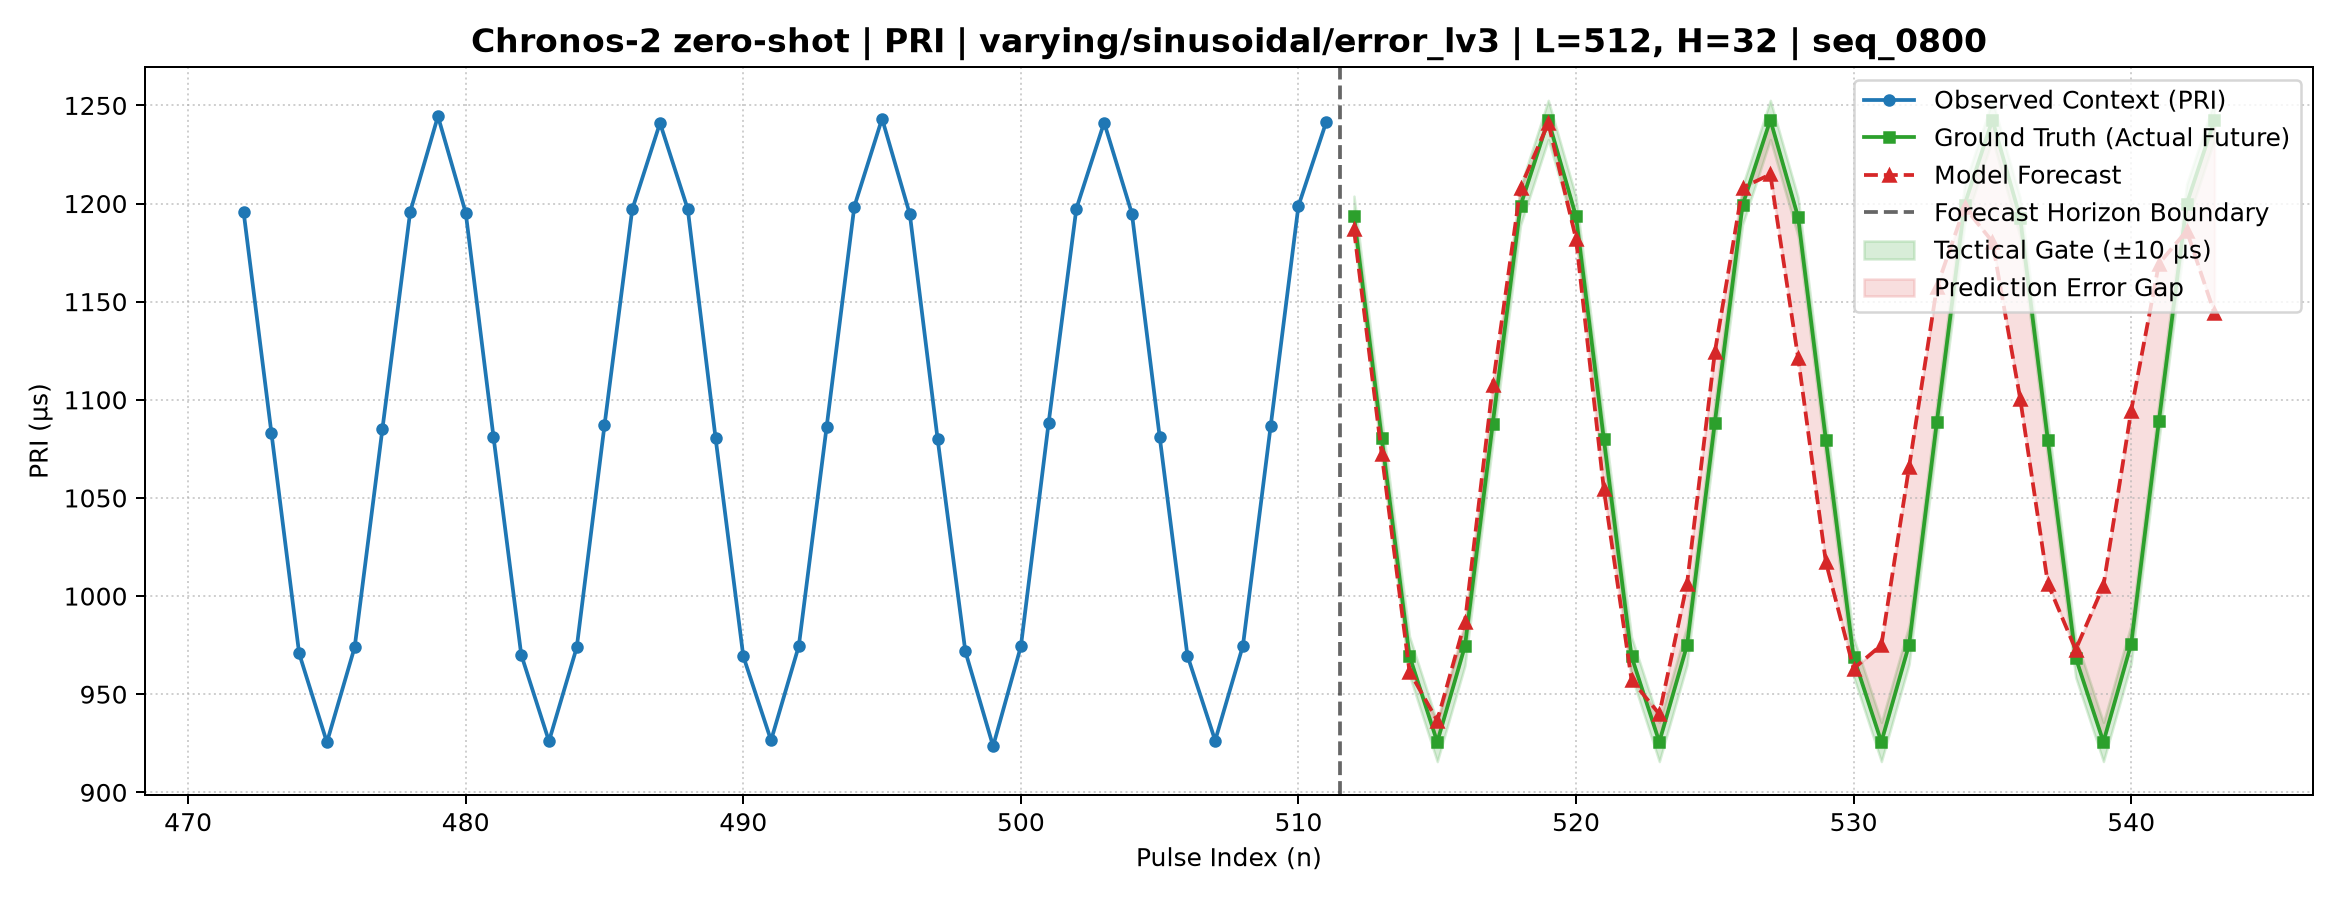 Chronos-2 zero-shot | PRI | varying/sinusoidal/error_lv3 | L=512, H=32 | seq_0800
PRI (µs)
1250
1200
1150
1100
1050
1000
950
900
Observed Context (PRI)
Ground Truth (Actual Future)
Model Forecast
Forecast Horizon Boundary
Tactical Gate (±10 µs)
Prediction Error Gap
470 480 490 500 510 520 530 540
Pulse Index (n)